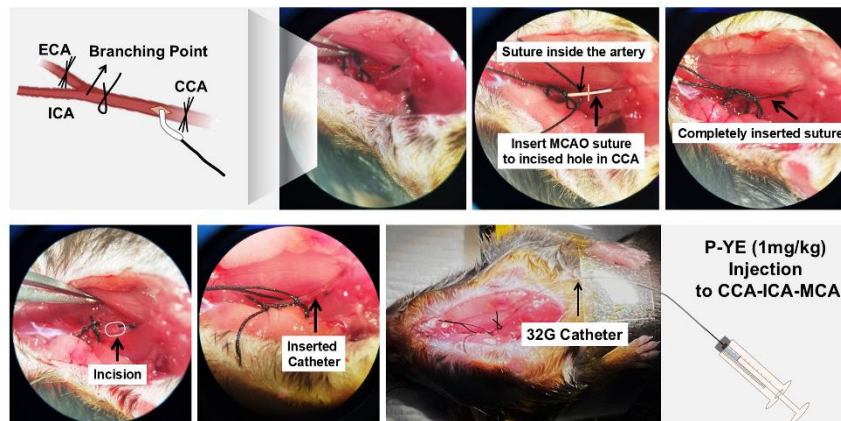 ECA
Branching Point
CCA
ICA
Suture inside the artery
Insert MCAO suture
to incised hole in CCA
Completely inserted suture
Incision
Inserted
Catheter
32G Catheter
P-YE (1mg/kg)
Injection
to CCA-ICA-MCA